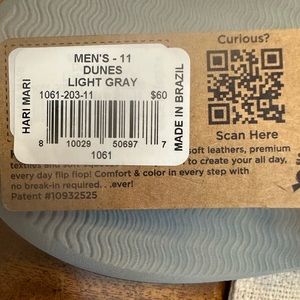 MEN'S - 11
DUNES
LIGHT GRAY
1061-203-11 $60
HARI MARI
MADE IN BRAZIL
8 10029 50697 7
1061
Curious?
Scan Here
soft leathers, premium
textiles and
to create your all day,
every day flip flop! Comfort & color in every step with
no break-in required. . .ever!
Patent #10932525